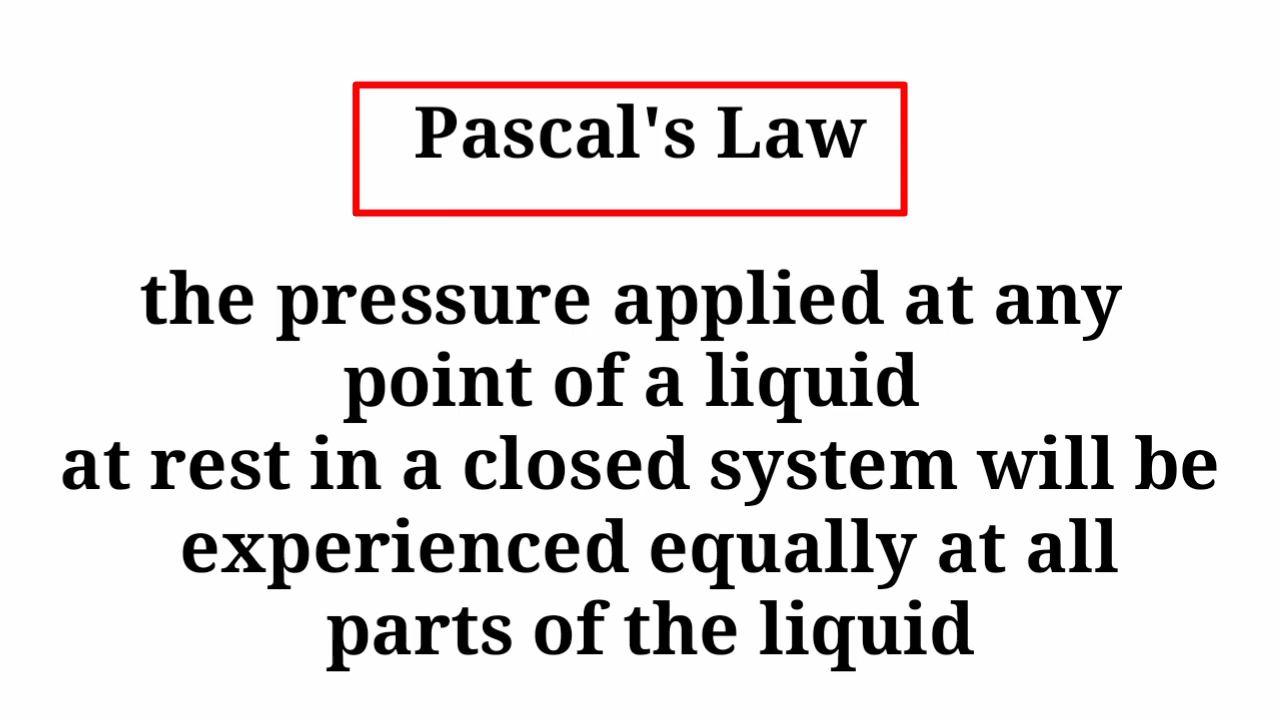 Pascal's Law
the pressure applied at any
point of a liquid
at rest in a closed system will be
experienced equally at all
parts of the liquid